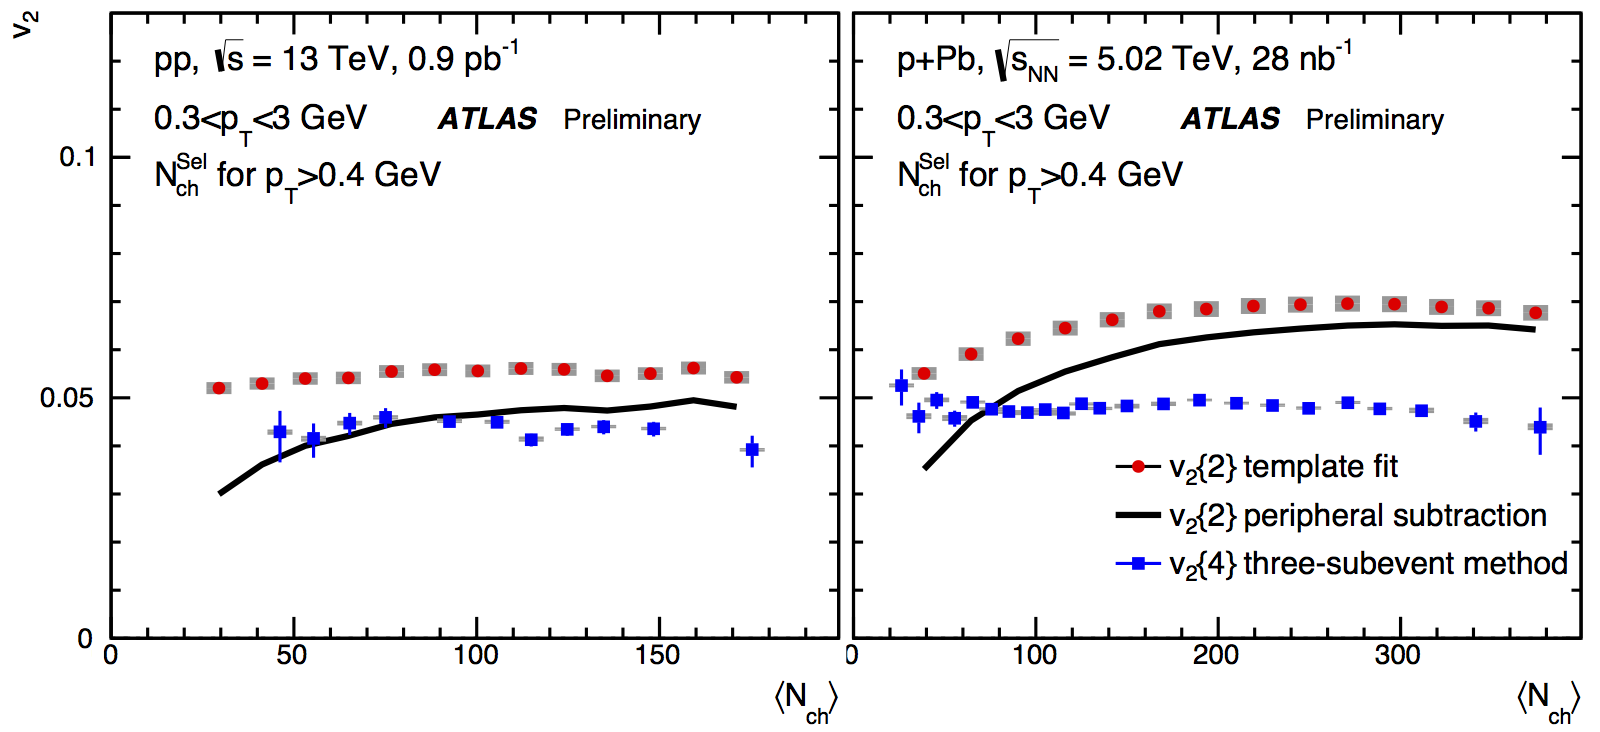 v2
pp, √s = 13 TeV, 0.9 pb-1
0.3<pT<3 GeV ATLAS Preliminary
NchSel for pT>0.4 GeV
0.1
0.05
0
0 50 100 150
⟨Nch⟩
p+Pb, √sNN = 5.02 TeV, 28 nb-1
0.3<pT<3 GeV ATLAS Preliminary
NchSel for pT>0.4 GeV
v2{2} template fit
v2{2} peripheral subtraction
v2{4} three-subevent method
0 100 200 300
⟨Nch⟩